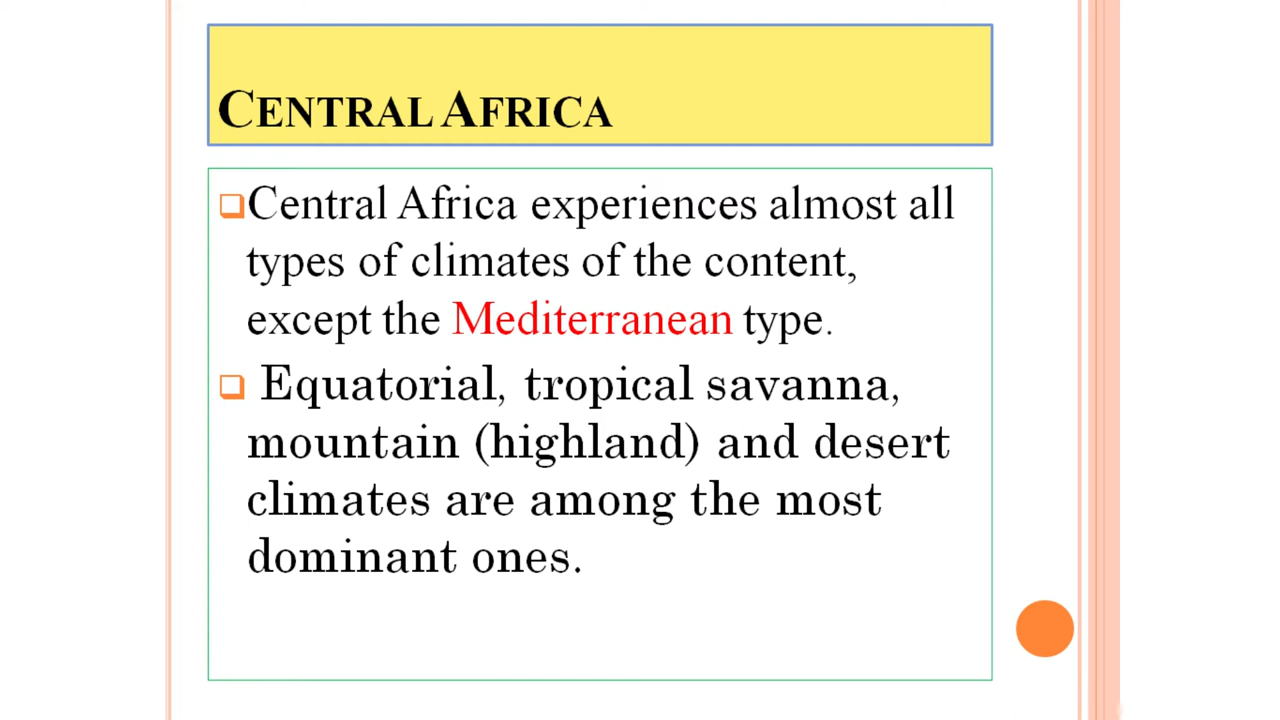 CENTRAL AFRICA
Central Africa experiences almost all
types of climates of the content,
except the Mediterranean type.
Equatorial, tropical savanna,
mountain (highland) and desert
climates are among the most
dominant ones.